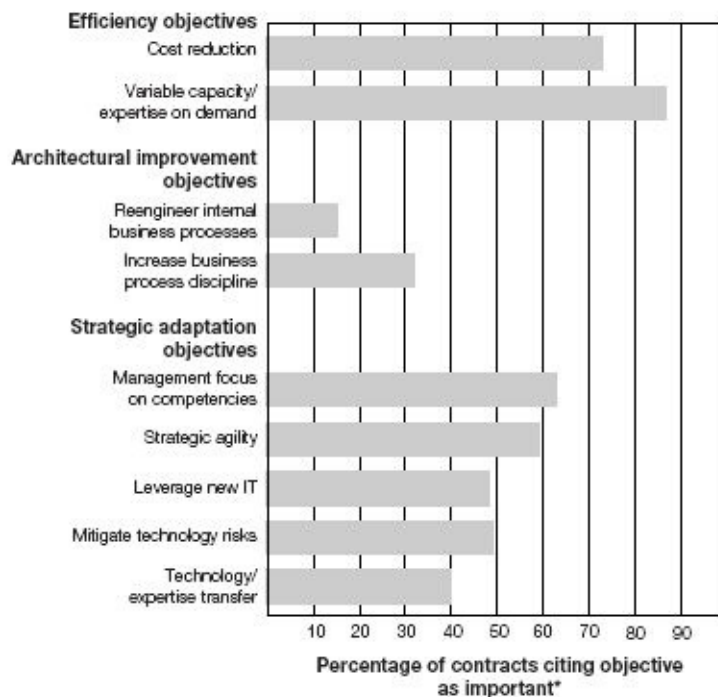 Efficiency objectives
Cost reduction
Variable capacity/
expertise on demand
Architectural improvement
objectives
Reengineer internal
business processes
Increase business
process discipline
Strategic adaptation
objectives
Management focus
on competencies
Strategic agility
Leverage new IT
Mitigate technology risks
Technology/
expertise transfer
10 20 30 40 50 60 70 80 90
Percentage of contracts citing objective
as important*